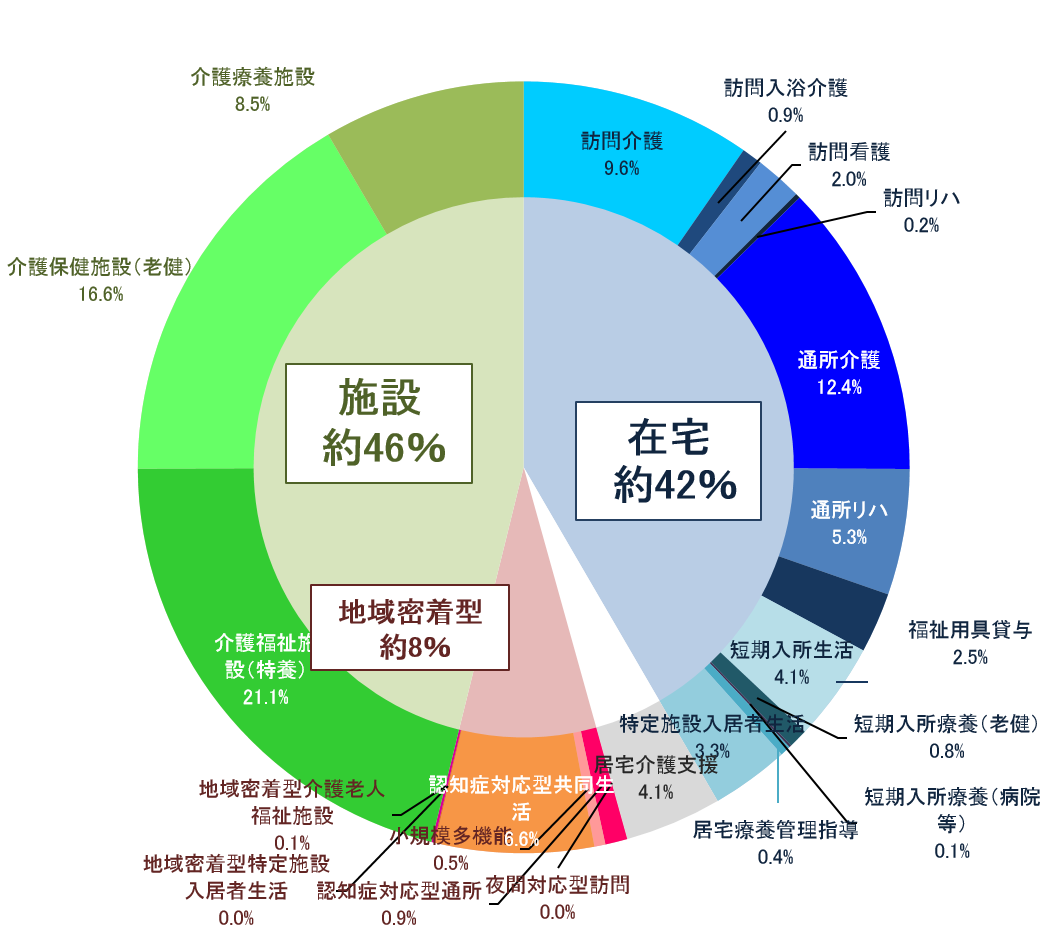 介護療養施設
8.5%
訪問介護
9.6%
訪問入浴介護
0.9%
訪問看護
2.0%
訪問リハ
0.2%
介護保健施設（老健）
16.6%
通所介護
12.4%
施設
約46%
在宅
約42%
通所リハ
5.3%
地域密着型
約8%
介護福祉施
設（特養）
21.1%
福祉用具貸与
2.5%
短期入所生活
4.1%
特定施設入居者生活
3.3%
短期入所療養（老健）
0.8%
居宅介護支援
4.1%
認知症対応型共同生
活
6.6%
地域密着型介護老人
福祉施設
0.1%
短期入所療養（病院
等）
0.1%
居宅療養管理指導
0.4%
小規模多機能
0.5%
地域密着型特定施設
入居者生活
0.0%
認知症対応型通所
0.9%
夜間対応型訪問
0.0%